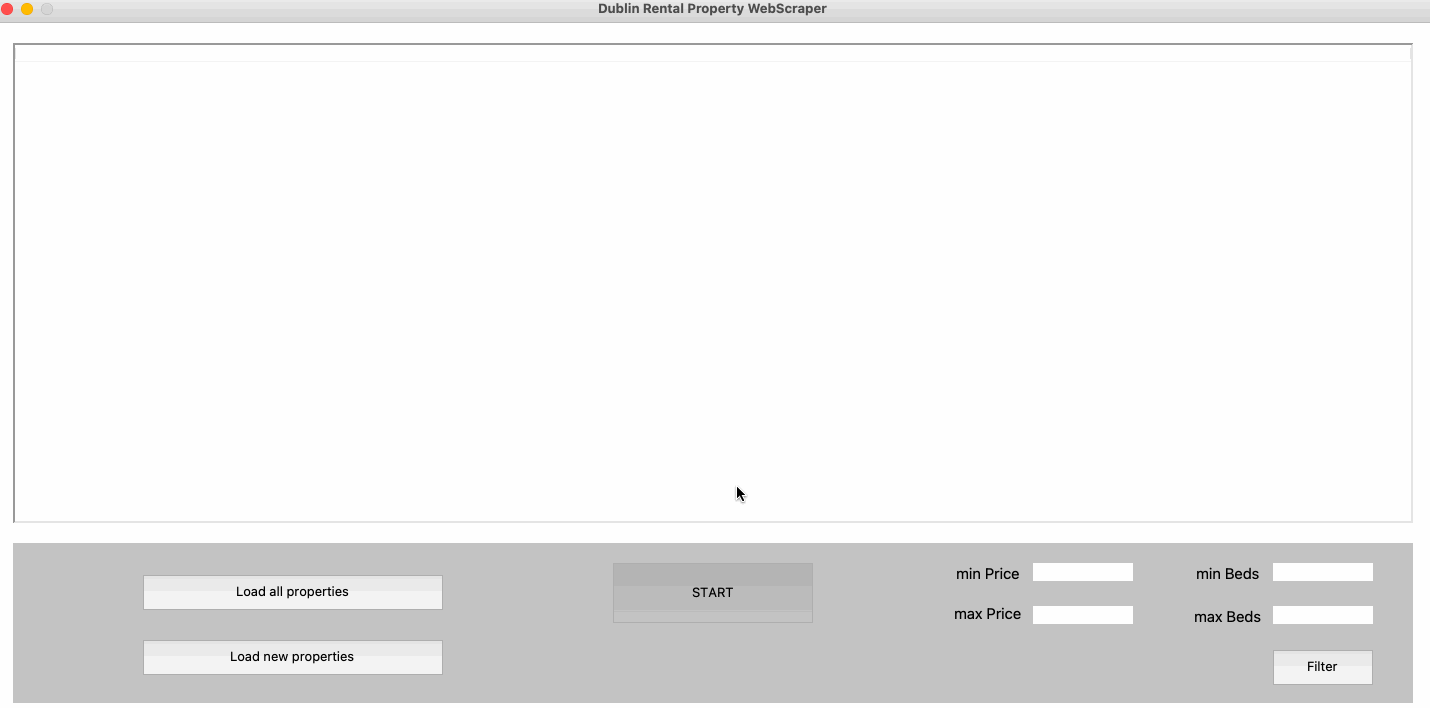 Dublin Rental Property WebScraper
Load all properties
Load new properties
START
min Price
max Price
min Beds
max Beds
Filter